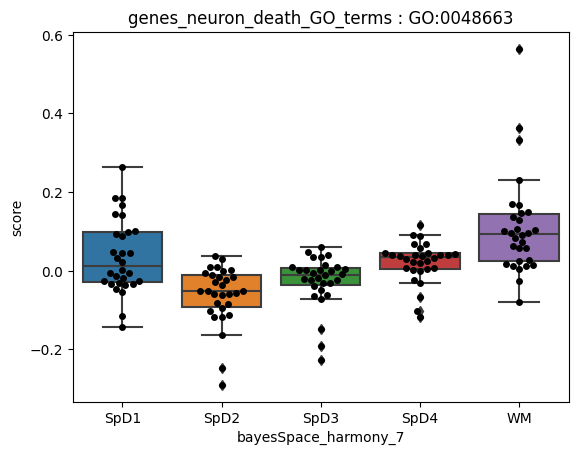 genes_neuron_death_GO_terms : GO:0048663
score
0.6
0.4
0.2
0.0
−0.2
SpD1 SpD2 SpD3 SpD4 WM
bayesSpace_harmony_7